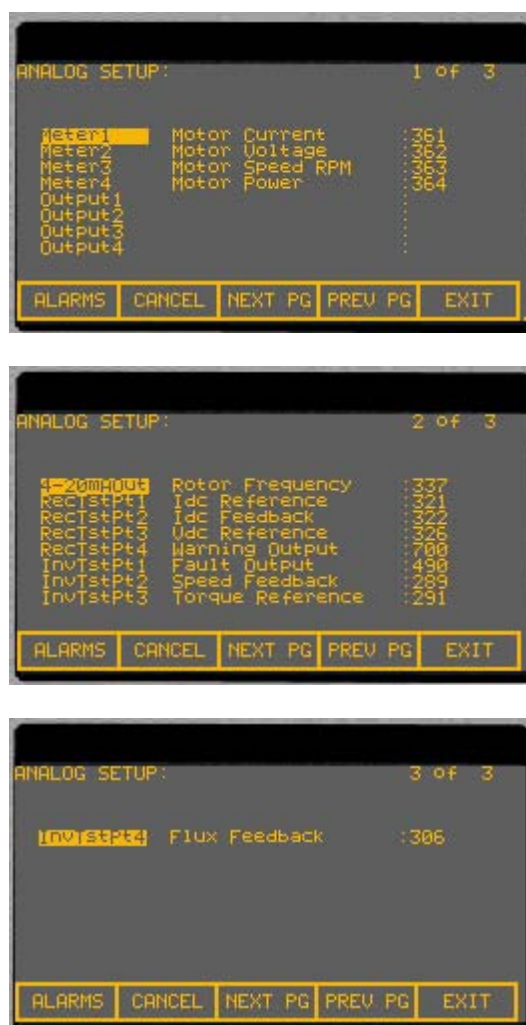 ANALOG SETUP: 1 of 3
Meter1 Motor Current :361
Meter2 Motor Voltage :362
Meter3 Motor Speed RPM :363
Meter4 Motor Power :364
Output1 :
Output2 :
Output3 :
Output4 :
ALARMS CANCEL NEXT PG PREV PG EXIT
ANALOG SETUP: 2 of 3
4-20mAOut Rotor Frequency :337
RecTstPt1 Idc Reference :321
RecTstPt2 Idc Feedback :322
RecTstPt3 Vdc Reference :326
RecTstPt4 Warning Output :700
InvTstPt1 Fault Output :490
InvTstPt2 Speed Feedback :289
InvTstPt3 Torque Reference :291
ALARMS CANCEL NEXT PG PREV PG EXIT
ANALOG SETUP: 3 of 3
InvTstPt4 Flux Feedback :306
ALARMS CANCEL NEXT PG PREV PG EXIT